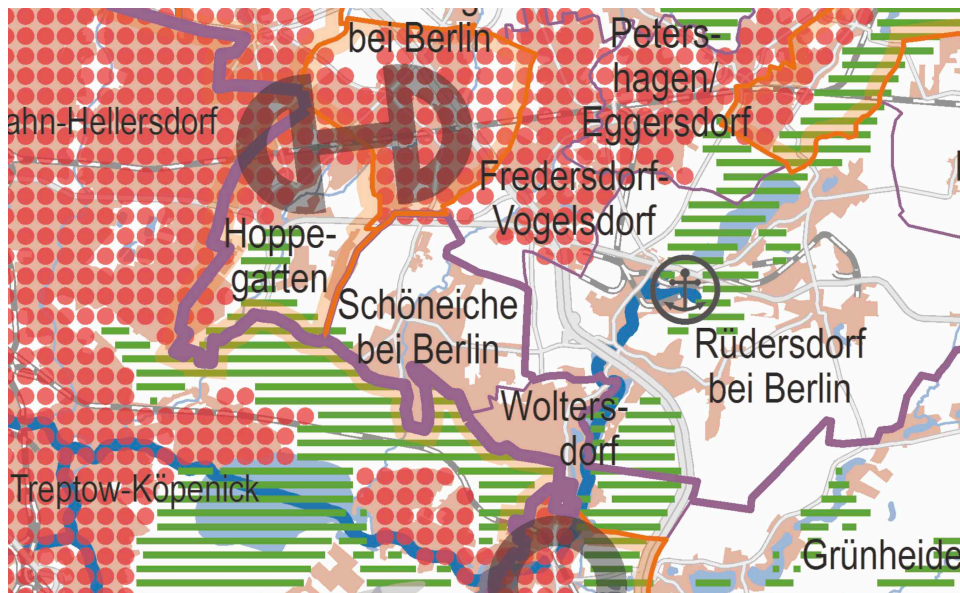 bei Berlin
Peters-
hagen/
Eggersdorf
ahn-Hellersdorf
Fredersdorf-
Vogelsdorf
Hoppe-
garten
Schöneiche
bei Berlin
Rüdersdorf
bei Berlin
Wolters-
dorf
Treptow-Köpenick
Grünheide